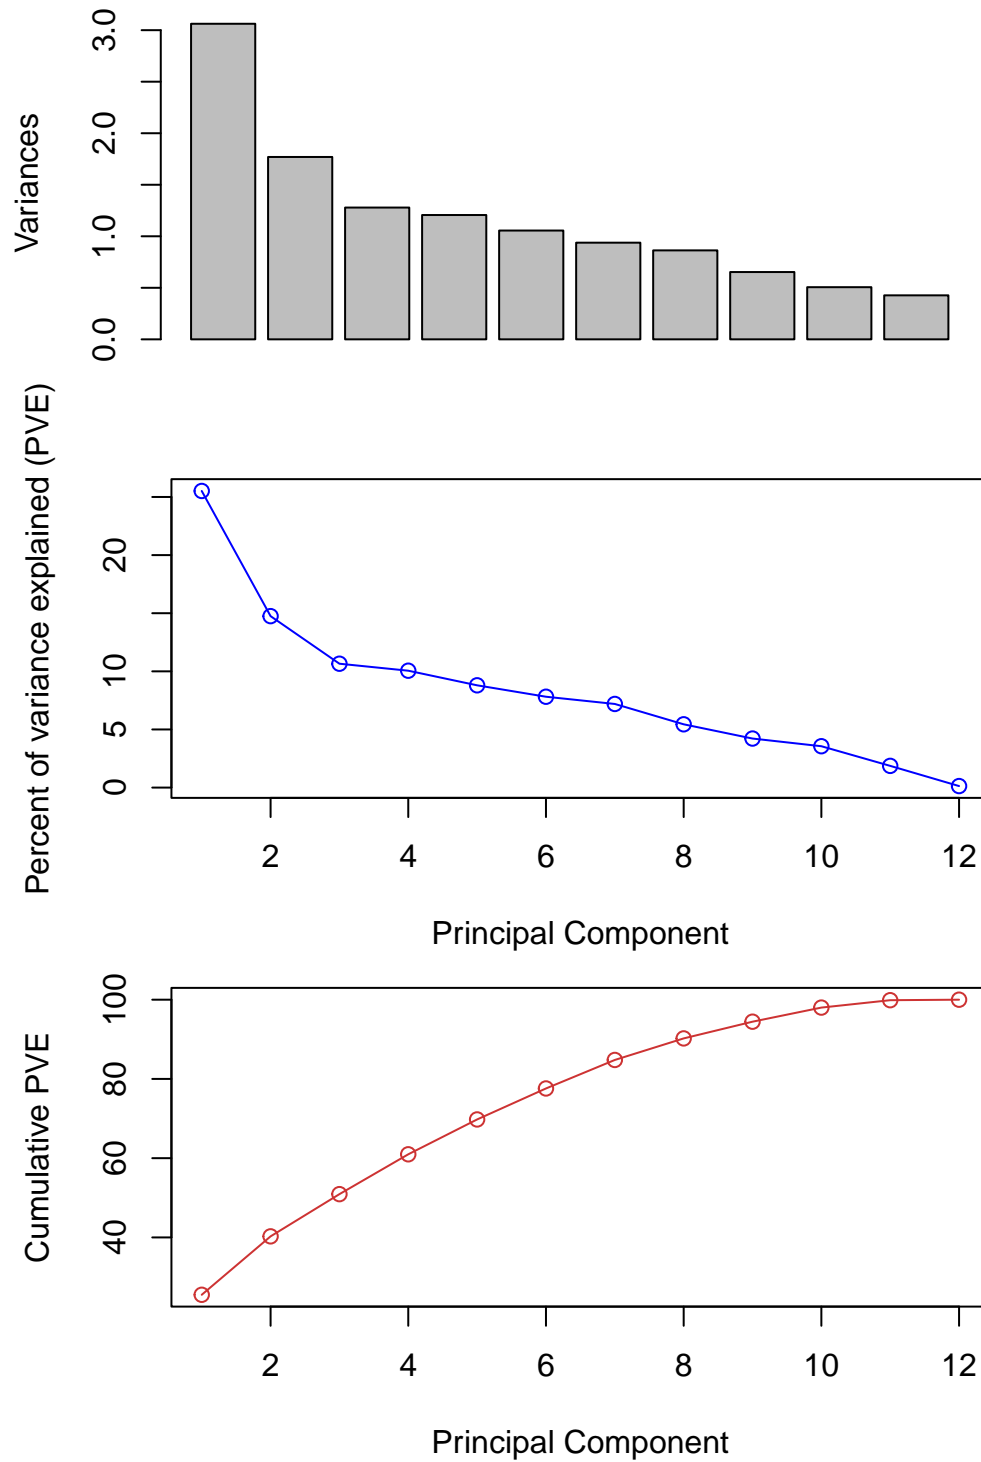 Variances
3.0
2.0
1.0
0.0
Percent of variance explained (PVE)
20
10
5
0
2 4 6 8 10 12
Principal Component
Cumulative PVE
100
80
60
40
2 4 6 8 10 12
Principal Component